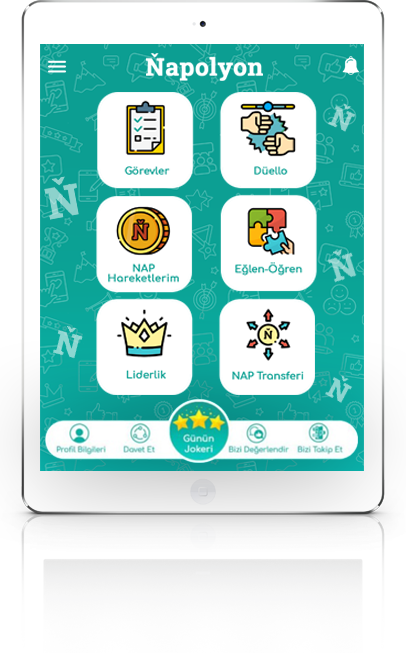 Ňapolyon
Görevler
Düello
Ň
NAP
Hareketlerim
Eğlen-Öğren
Ň
Liderlik
NAP Transferi
Profil Bilgileri
Davet Et
Günün
Jokeri
Bizi Değerlendir
Bizi Takip Et
Ň
Ň
Ň
Ň
Ň